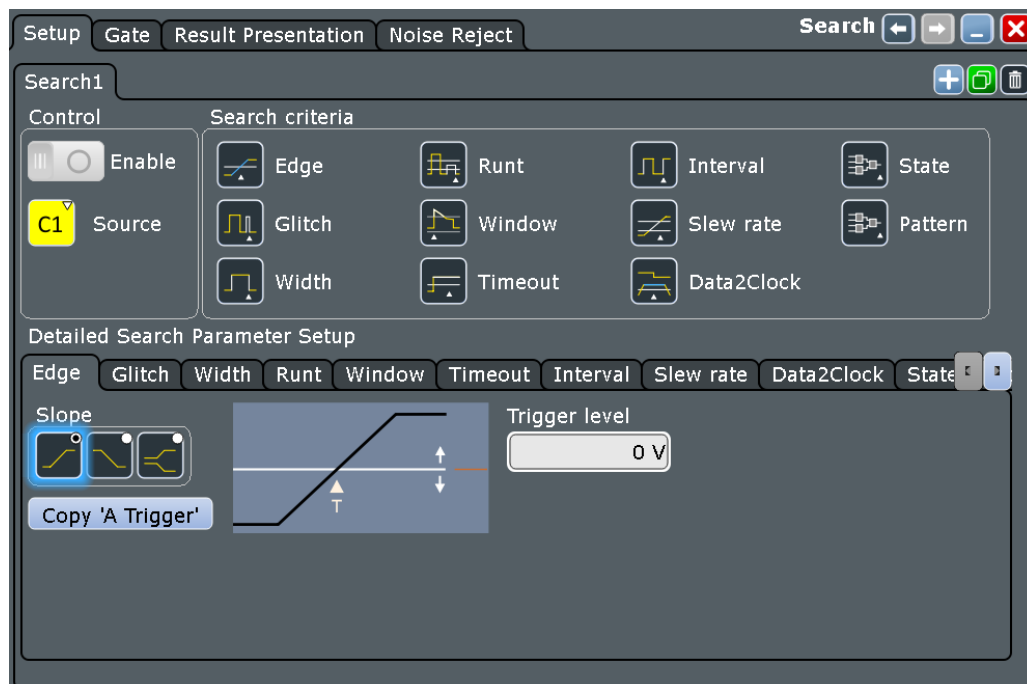 Setup Gate Result Presentation Noise Reject Search
Search1
Control Search criteria
Enable Edge Runt Interval State
C1 Source Glitch Window Slew rate Pattern
Width Timeout Data2Clock
Detailed Search Parameter Setup
Edge Glitch Width Runt Window Timeout Interval Slew rate Data2Clock State
Slope Trigger level
0 V
T
Copy 'A Trigger'